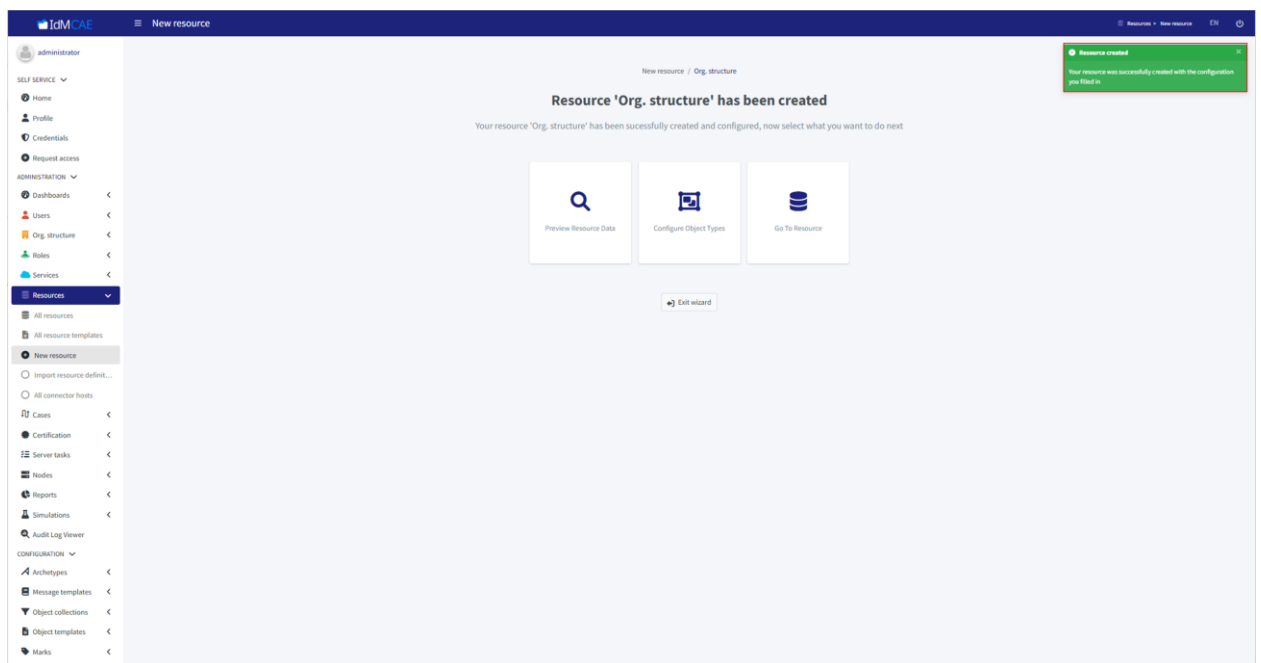 IdMCAE
New resource
Resources • New resource
EN
administrator
SELF SERVICE
Home
Profile
Credentials
Request access
ADMINISTRATION
Dashboards
Users
Org. structure
Roles
Services
Resources
All resources
All resource templates
New resource
Import resource definit...
All connector hosts
Cases
Certification
Server tasks
Nodes
Reports
Simulations
Audit Log Viewer
CONFIGURATION
Archetypes
Message templates
Object collections
Object templates
Marks
Resource created
Your resource was successfully created with the configuration
you filled in
New resource / Org. structure
Resource 'Org. structure' has been created
Your resource 'Org. structure' has been sucessfully created and configured, now select what you want to do next
Preview Resource Data
Configure Object Types
Go To Resource
Exit wizard